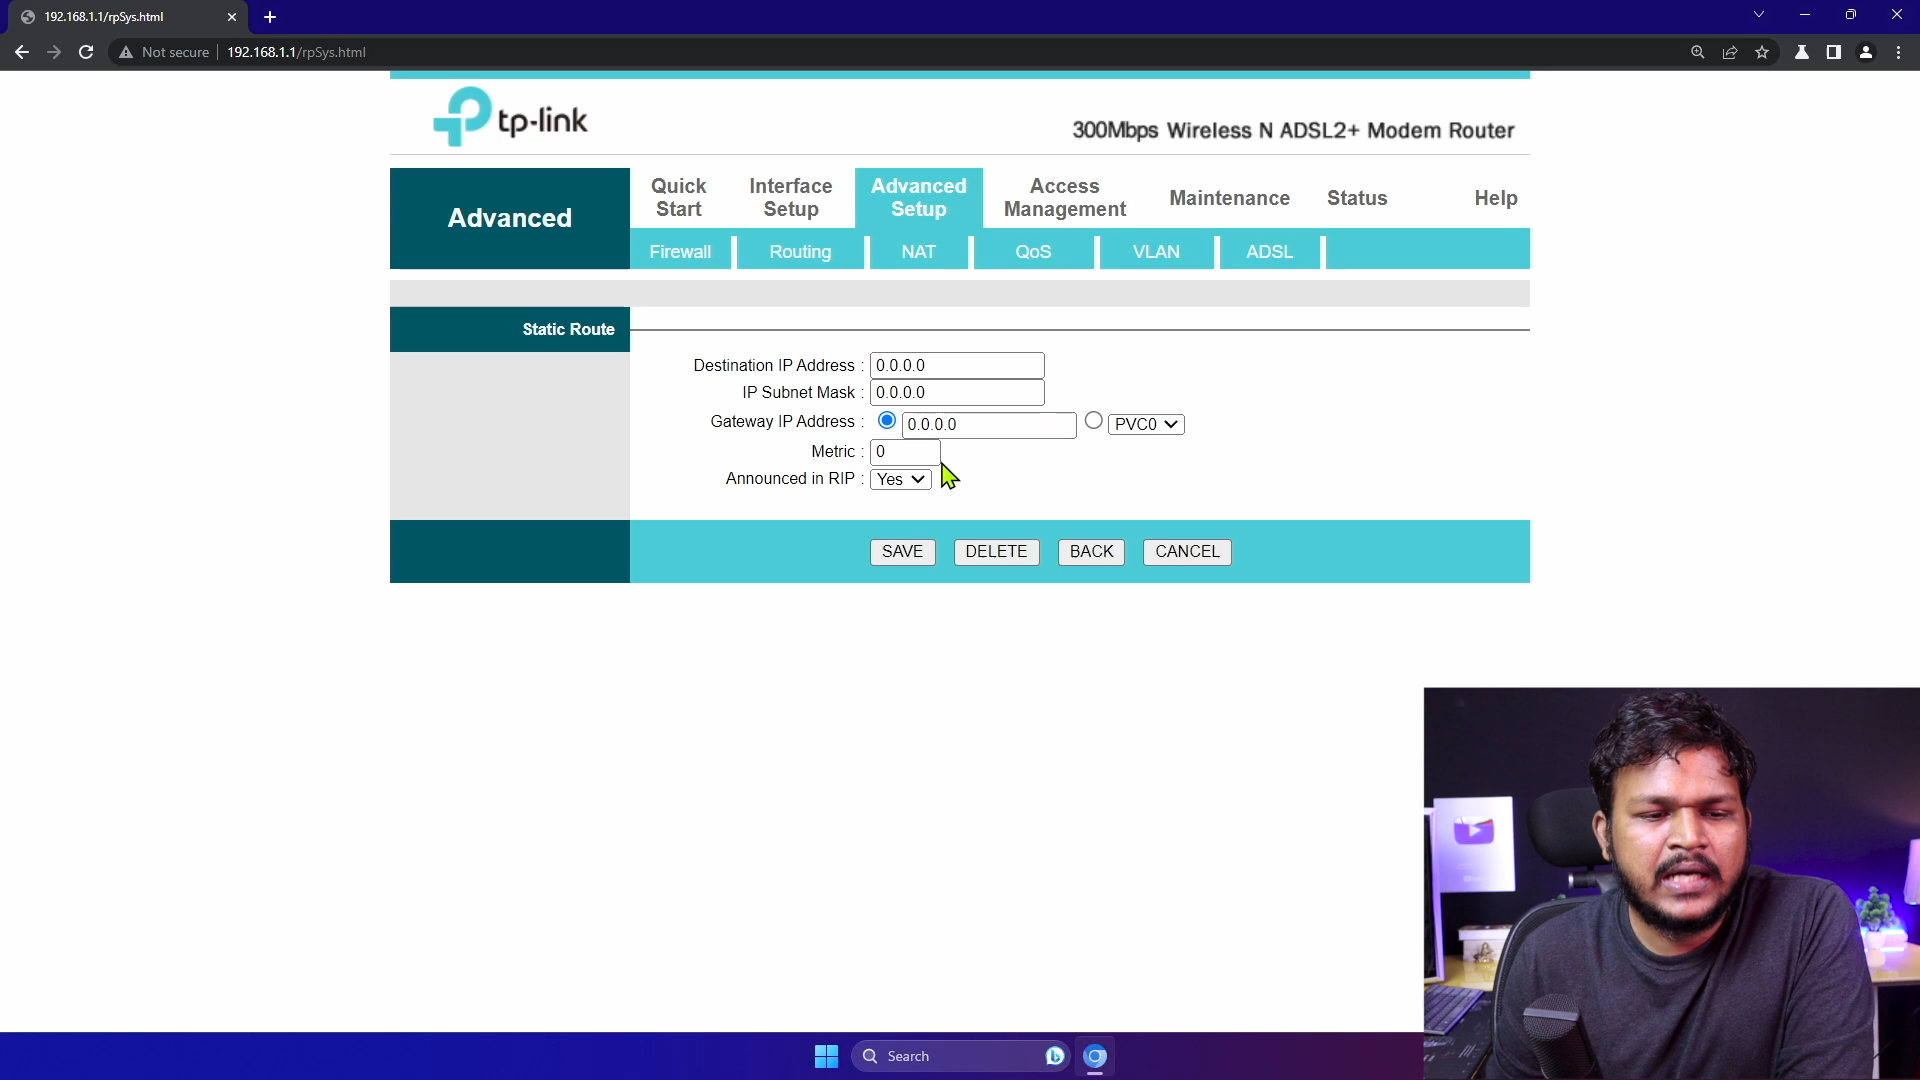 192.168.1.1/rpSys.html
Not secure
192.168.1.1/rpSys.html
tp-link
300Mbps Wireless N ADSL2+ Modem Router
Advanced
Quick Start
Interface Setup
Advanced Setup
Access Management
Maintenance
Status
Help
Firewall
Routing
NAT
QoS
VLAN
ADSL
Static Route
Destination IP Address : 0.0.0.0
IP Subnet Mask : 0.0.0.0
Gateway IP Address : 0.0.0.0 PVC0
Metric : 0
Announced in RIP : Yes
SAVE
DELETE
BACK
CANCEL
Search